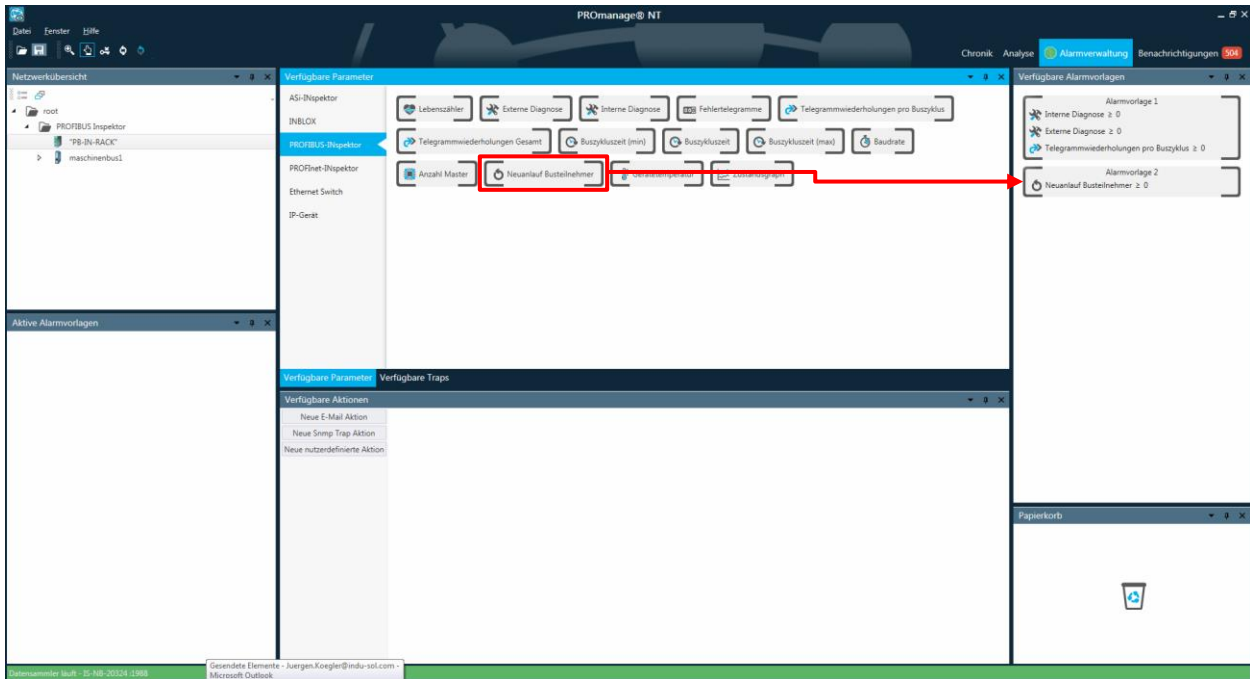 PROmanage® NT
Datei Fenster Hilfe
Chronik Analyse Alarmverwaltung Benachrichtigungen 504
Netzwerkübersicht
root
PROFIBUS Inspektor
"PB-IN-RACK"
maschinenbus1
Aktive Alarmvorlagen
Verfügbare Parameter
ASi-INspektor
INBLOX
PROFIBUS-INspektor
PROFInet-INspektor
Ethernet Switch
IP-Gerät
Lebenszähler Externe Diagnose Interne Diagnose Fehlertelegramme Telegrammwiederholungen pro Buszyklus
Telegrammwiederholungen Gesamt Buszykluszeit (min) Buszykluszeit Buszykluszeit (max) Baudrate
Anzahl Master Neuanlauf Busteilnehmer Gerätetemperatur Zustandsgraph
Verfügbare Parameter Verfügbare Traps
Verfügbare Aktionen
Neue E-Mail Aktion
Neue Snmp Trap Aktion
Neue nutzerdefinierte Aktion
Verfügbare Alarmvorlagen
Alarmvorlage 1
Interne Diagnose ≥ 0
Externe Diagnose ≥ 0
Telegrammwiederholungen pro Buszyklus ≥ 0
Alarmvorlage 2
Neuanlauf Busteilnehmer ≥ 0
Papierkorb
Datensammler läuft - IS-NB-20324 :1988
Gesendete Elemente - Juergen.Koegler@indu-sol.com -
Microsoft Outlook